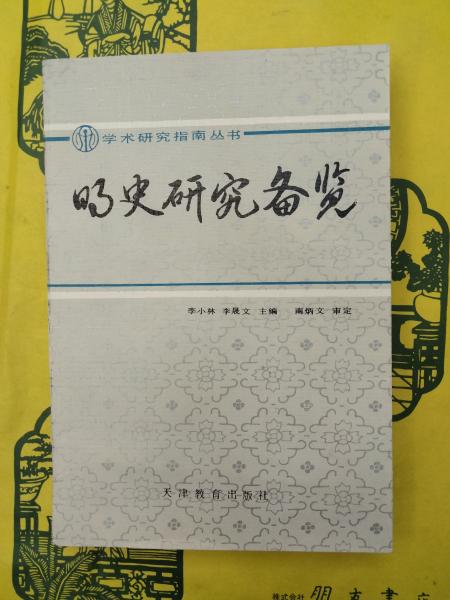 学术研究指南丛书
明史研究备览
李小林 李晟文 主编 南炳文 审定
天津教育出版社
株式会社 朋友書店